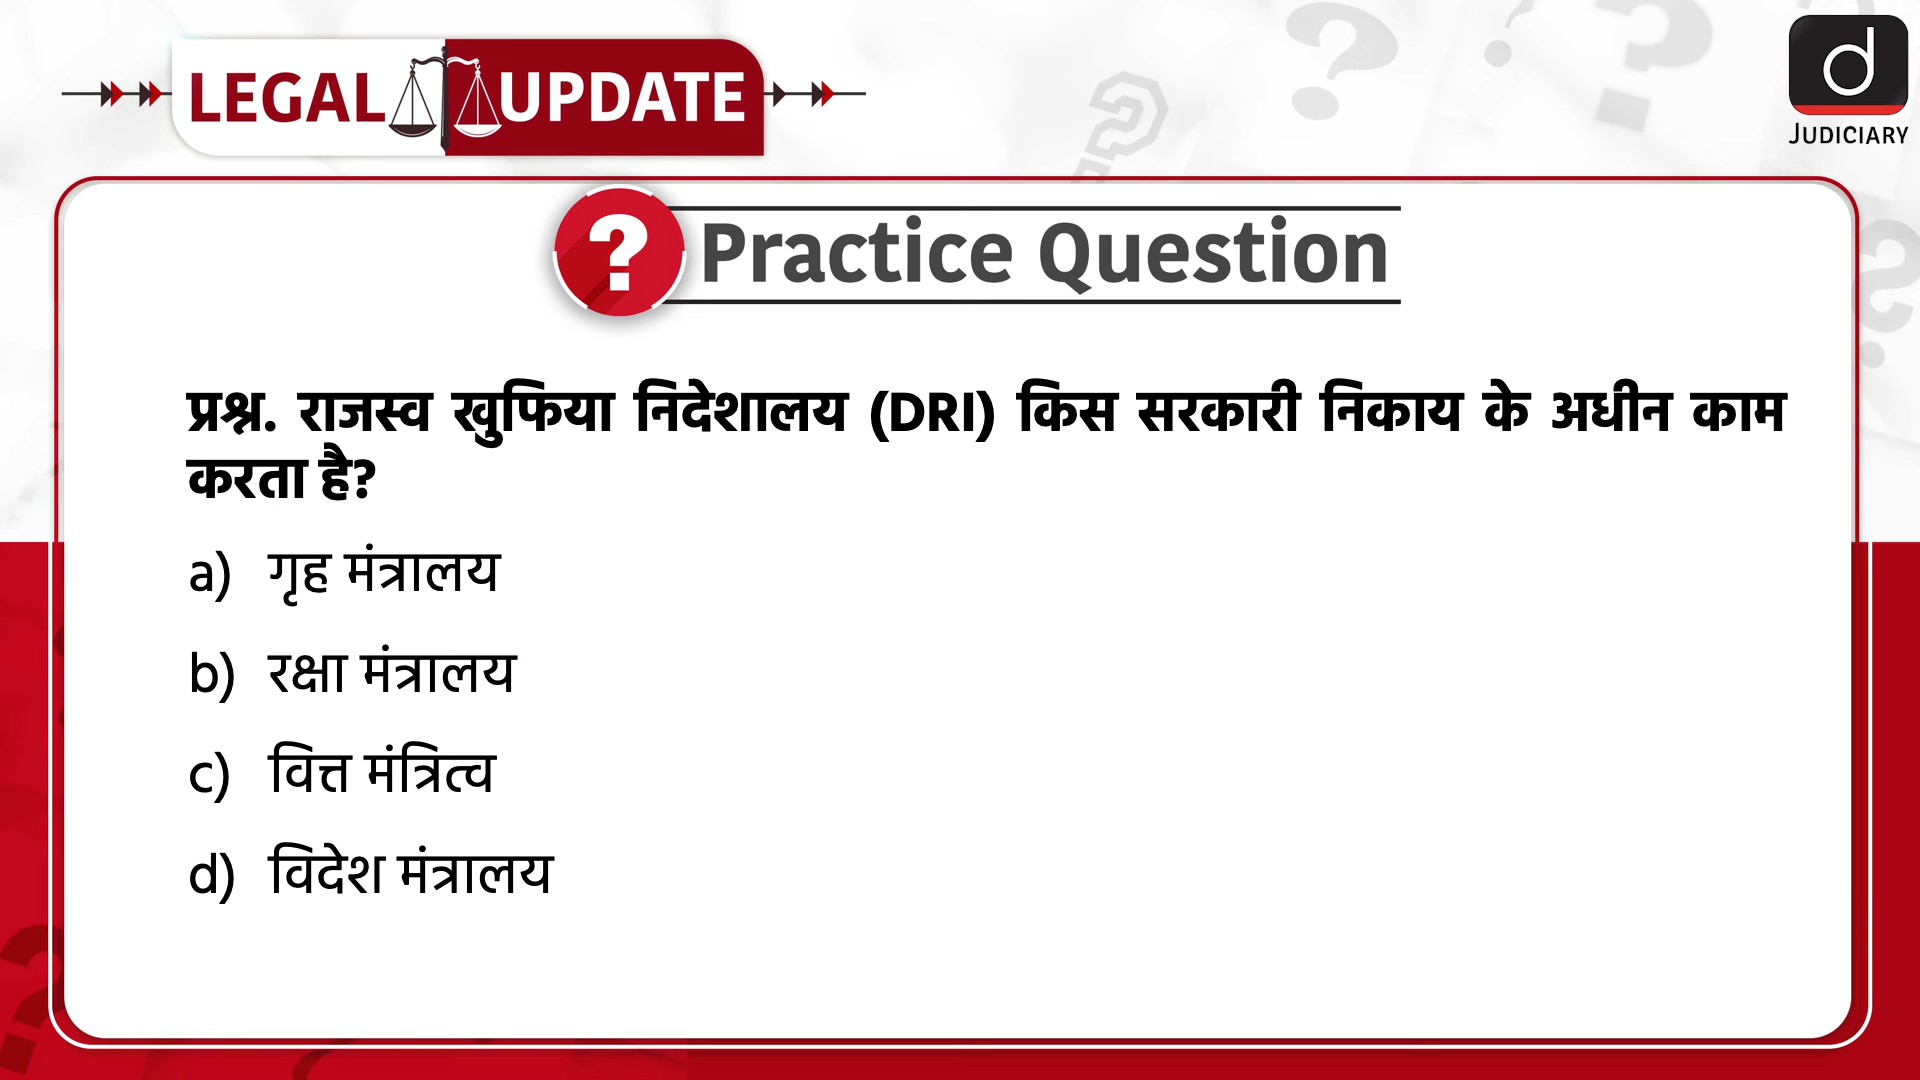 LEGAL UPDATE
d
JUDICIARY
? Practice Question
प्रश्न. राजस्व खुफिया निदेशालय (DRI) किस सरकारी निकाय के अधीन काम
करता है?
a) गृह मंत्रालय
b) रक्षा मंत्रालय
c) वित्त मंत्रित्व
d) विदेश मंत्रालय